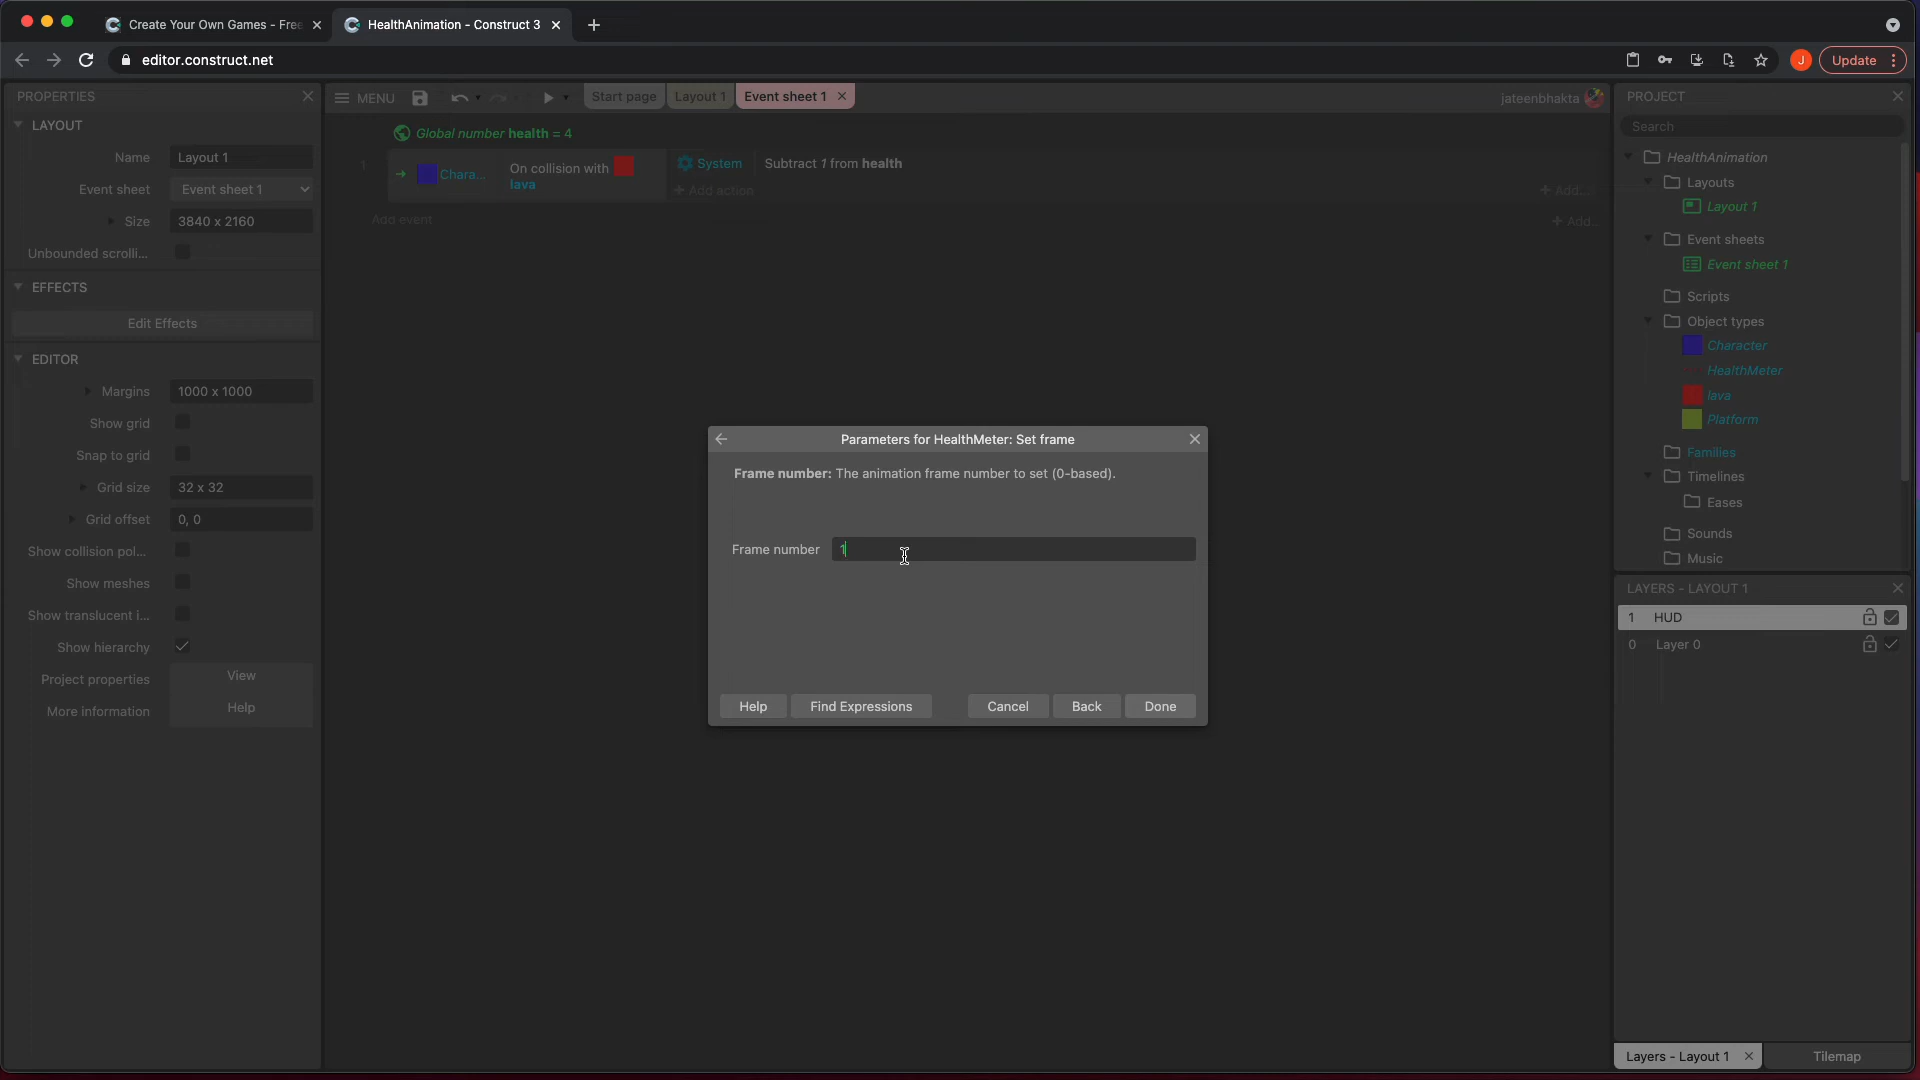 Create Your Own Games - Free
HealthAnimation - Construct 3
editor.construct.net
J
Update
PROPERTIES
MENU
Start page
Layout 1
Event sheet 1
jateenbhakta
PROJECT
LAYOUT
Name
Layout 1
Event sheet
Event sheet 1
Size
3840 x 2160
Unbounded scrolli...
EFFECTS
Edit Effects
EDITOR
Margins
1000 x 1000
Show grid
Snap to grid
Grid size
32 x 32
Grid offset
0, 0
Show collision pol...
Show meshes
Show translucent i...
Show hierarchy
Project properties
View
More information
Help
Global number health = 4
1
Chara...
On collision with
lava
System
Subtract 1 from health
+ Add action
+ Add...
Add event
+ Add...
Parameters for HealthMeter: Set frame
Frame number: The animation frame number to set (0-based).
Frame number
1
Help
Find Expressions
Cancel
Back
Done
Search
HealthAnimation
Layouts
Layout 1
Event sheets
Event sheet 1
Scripts
Object types
Character
HealthMeter
lava
Platform
Families
Timelines
Eases
Sounds
Music
LAYERS - LAYOUT 1
1 HUD
0 Layer 0
Layers - Layout 1
Tilemap